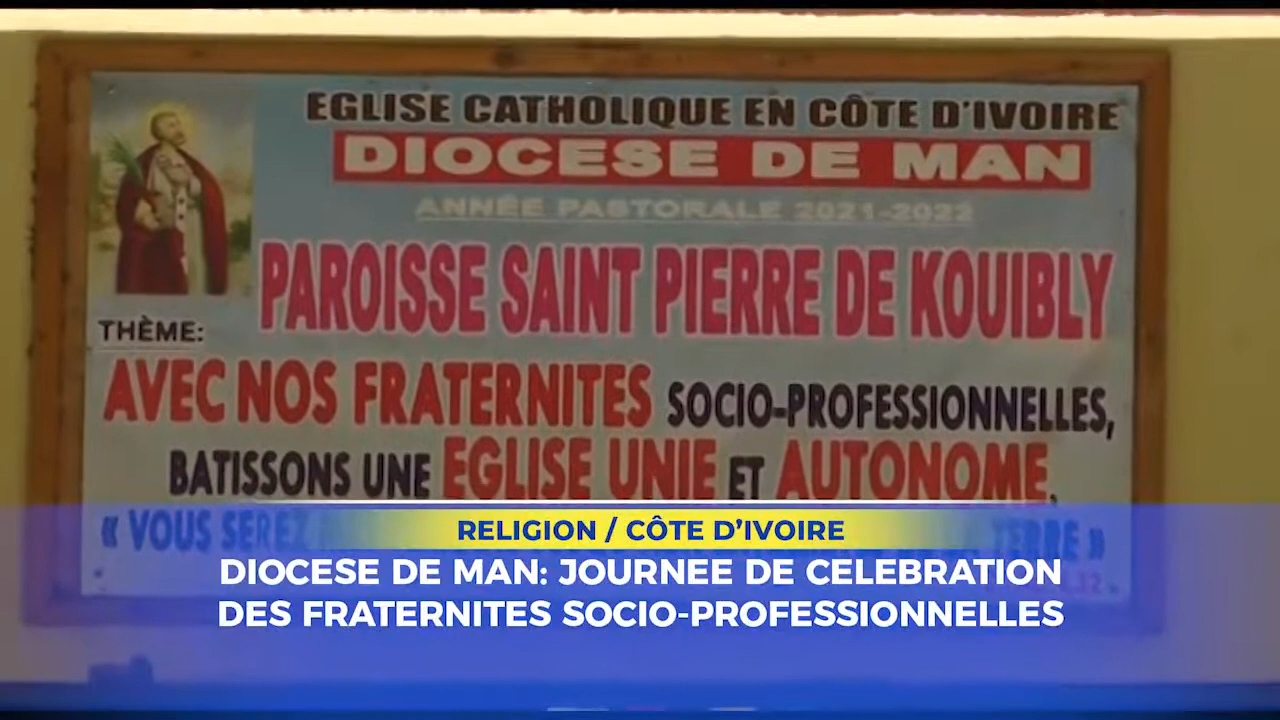 EGLISE CATHOLIQUE EN CÔTE D'IVOIRE
DIOCESE DE MAN
ANNÉE PASTORALE 2021-2022
PAROISSE SAINT PIERRE DE KOUIBLY
THÈME:
AVEC NOS FRATERNITES SOCIO-PROFESSIONNELLES,
BATISSONS UNE EGLISE UNIE ET AUTONOME.
« VOUS SEREZ TERRE »
RELIGION / CÔTE D'IVOIRE
DIOCESE DE MAN: JOURNEE DE CELEBRATION
DES FRATERNITES SOCIO-PROFESSIONNELLES